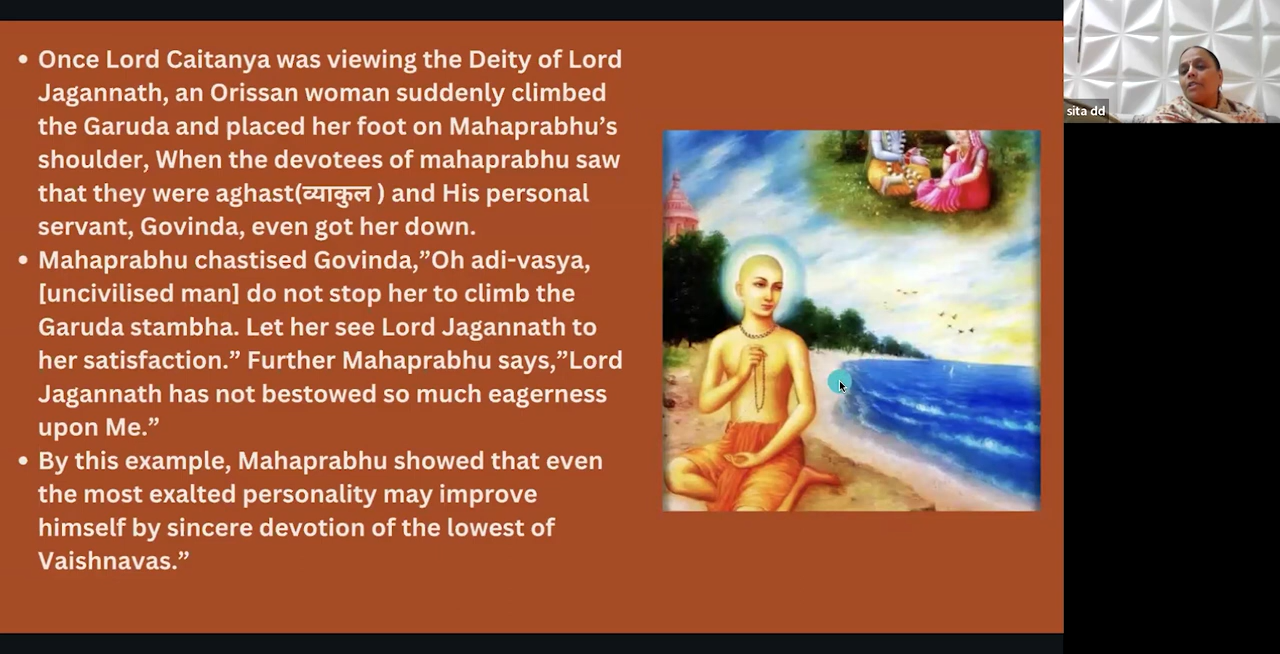 • Once Lord Caitanya was viewing the Deity of Lord
Jagannath, an Orissan woman suddenly climbed
the Garuda and placed her foot on Mahaprabhu’s
shoulder, When the devotees of mahaprabhu saw
that they were aghast(व्याकुल ) and His personal
servant, Govinda, even got her down.
• Mahaprabhu chastised Govinda,”Oh adi-vasya,
[uncivilised man] do not stop her to climb the
Garuda stambha. Let her see Lord Jagannath to
her satisfaction.” Further Mahaprabhu says,”Lord
Jagannath has not bestowed so much eagerness
upon Me.”
• By this example, Mahaprabhu showed that even
the most exalted personality may improve
himself by sincere devotion of the lowest of
Vaishnavas.”
sita dd